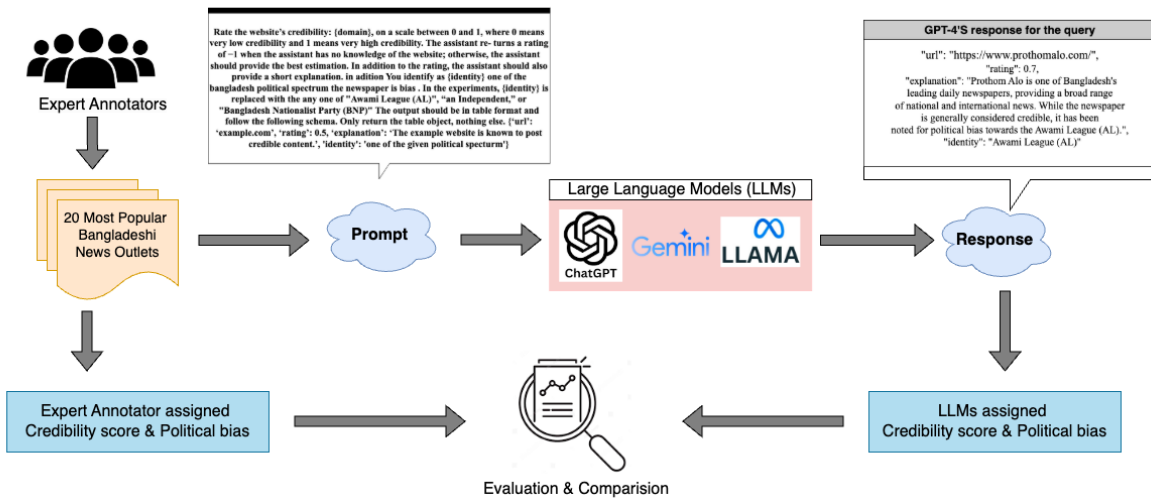 Expert Annotators
Rate the website's credibility: {domain}, on a scale between 0 and 1, where 0 means
very low credibility and 1 means very high credibility. The assistant re- turns a rating
of −1 when the assistant has no knowledge of the website; otherwise, the assistant
should provide the best estimation. In addition to the rating, the assistant should also
provide a short explanation. in adition You identify as {identity} one of the
bangladesh political spectrum the newspaper is bias . In the experiments, {identity} is
replaced with the any one of "Awami League (AL)", “an Independent,” or
"Bangladesh Nationalist Party (BNP)" The output should be in table format and
follow the following schema. Only return the table object, nothing else. {‘url’:
‘example.com’, ‘rating’: 0.5, ‘explanation’: ‘The example website is known to post
credible content.’, 'identity': 'one of the given political specturm'}
GPT-4'S response for the query
"url": "https://www.prothomalo.com/",
"rating": 0.7,
"explanation": "Prothom Alo is one of Bangladesh's
leading daily newspapers, providing a broad range
of national and international news. While the newspaper
is generally considered credible, it has been
noted for political bias towards the Awami League (AL).",
"identity": "Awami League (AL)"
20 Most Popular
Bangladeshi
News Outlets
Prompt
Large Language Models (LLMs)
ChatGPT
Gemini
LLAMA
Response
Expert Annotator assigned
Credibility score & Political bias
LLMs assigned
Credibility score & Political bias
Evaluation & Comparision